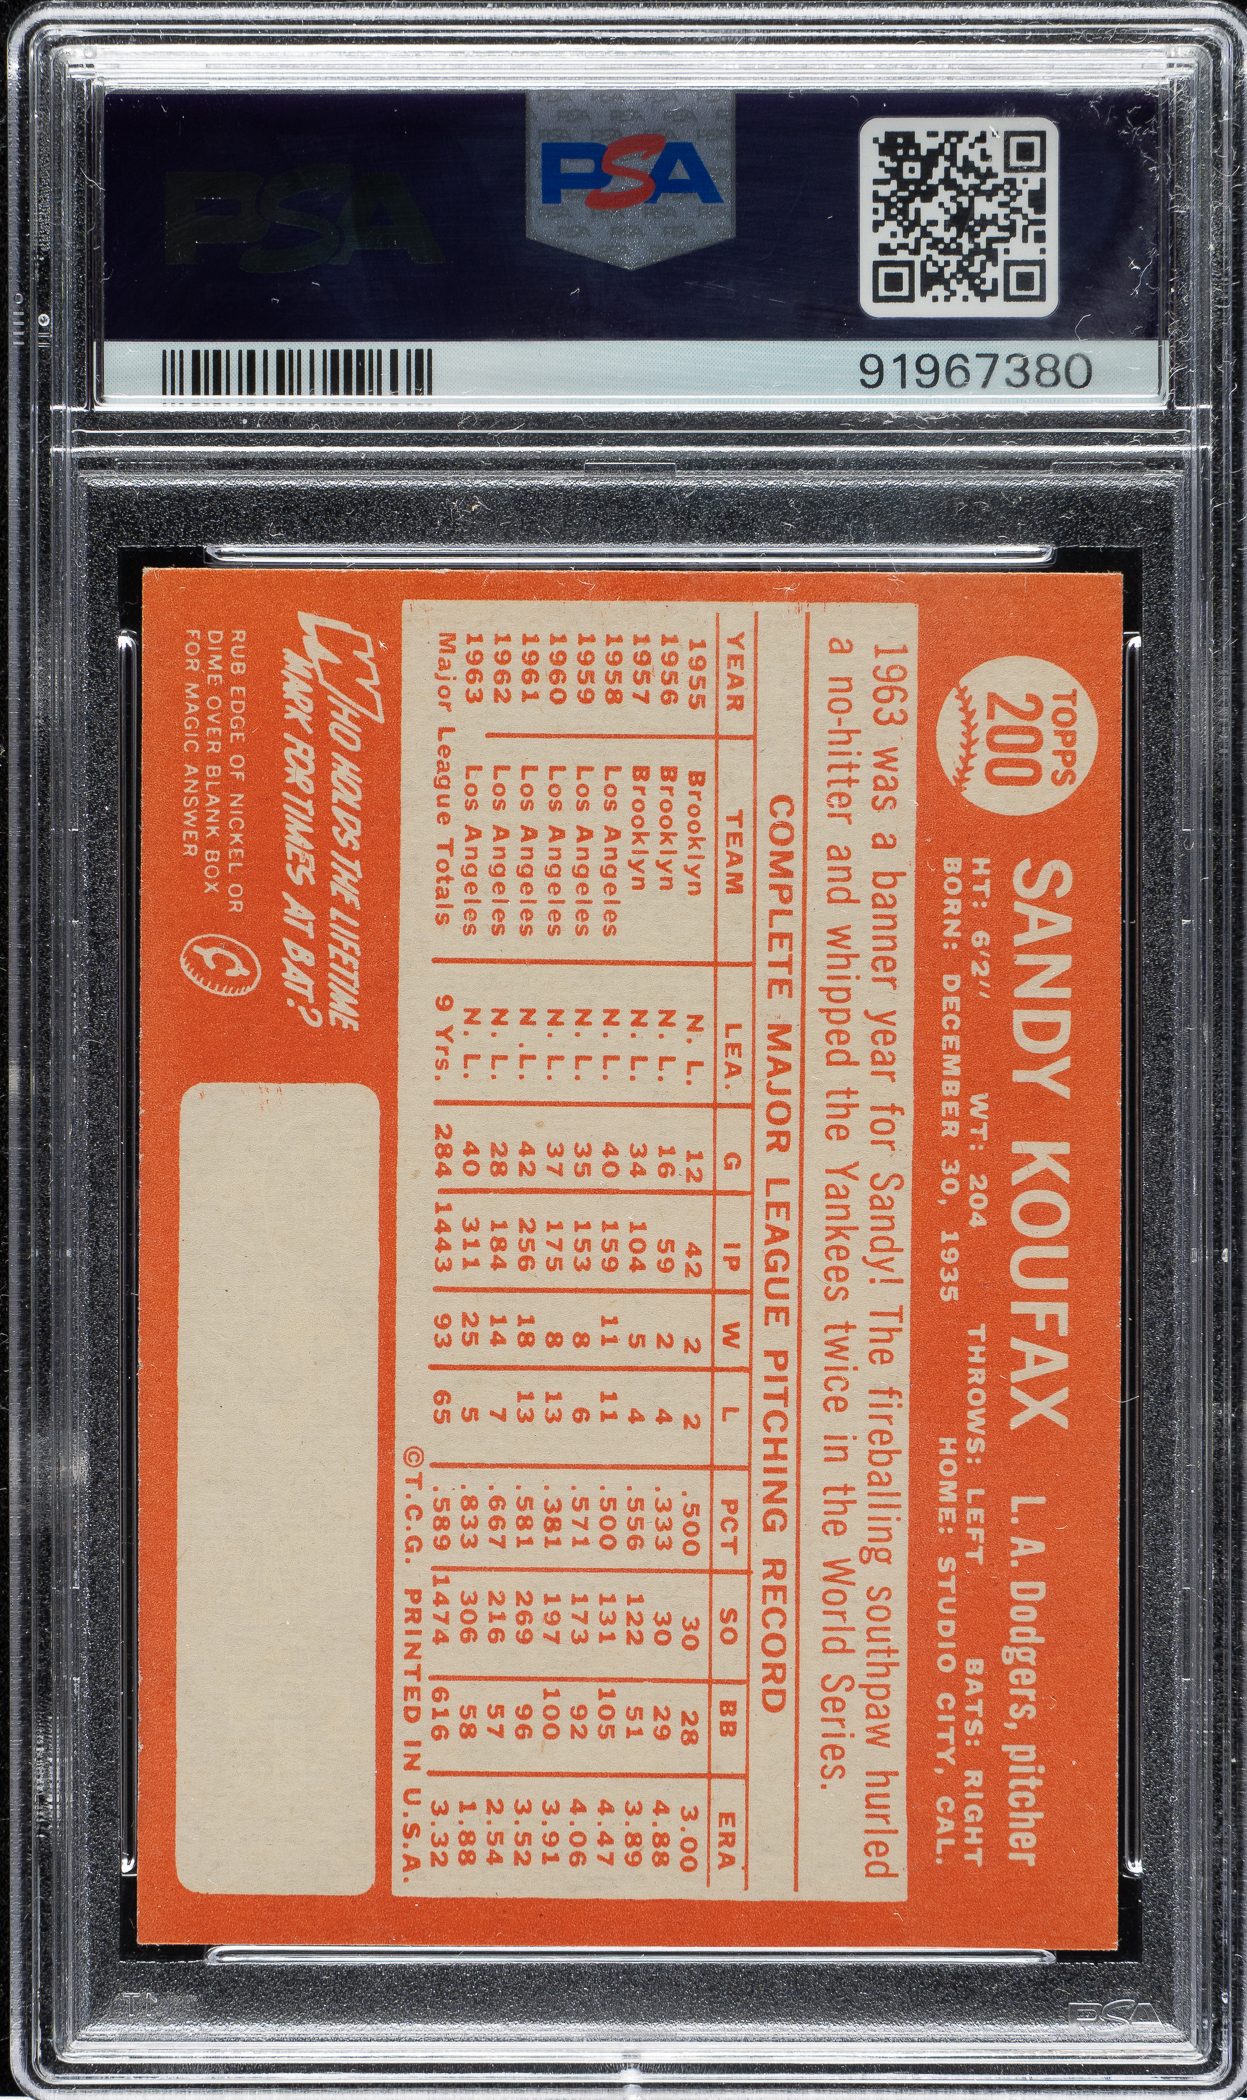 PSA
PSA
91967380
TOPPS
200
SANDY KOUFAX L. A. Dodgers, pitcher
HT: 6'2" WT: 204 THROWS: LEFT BATS: RIGHT
BORN: DECEMBER 30, 1935 HOME: STUDIO CITY, CAL.
1963 was a banner year for Sandy! The fireballing southpaw hurled
a no-hitter and whipped the Yankees twice in the World Series.
COMPLETE MAJOR LEAGUE PITCHING RECORD
YEAR TEAM LEA. G IP W L PCT SO BB ERA
1955 Brooklyn N. L. 12 42 2 2 .500 30 28 3.00
1956 Brooklyn N. L. 16 59 2 4 .333 30 29 4.88
1957 Brooklyn N. L. 34 104 5 4 .556 122 51 3.89
1958 Los Angeles N. L. 40 159 11 11 .500 131 105 4.47
1959 Los Angeles N. L. 35 153 8 6 .571 173 92 4.06
1960 Los Angeles N. L. 37 175 8 13 .381 197 100 3.91
1961 Los Angeles N. L. 42 256 18 13 .581 269 96 3.52
1962 Los Angeles N. L. 28 184 14 7 .667 216 57 2.54
1963 Los Angeles N. L. 40 311 25 5 .833 306 58 1.88
Major League Totals 9 Yrs. 284 1443 93 65 .589 1474 616 3.32
©T.C.G. PRINTED IN U.S.A.
WHO HOLDS THE LIFETIME
MARK FOR TIMES AT BAT?
RUB EDGE OF NICKEL OR
DIME OVER BLANK BOX
FOR MAGIC ANSWER
PSA